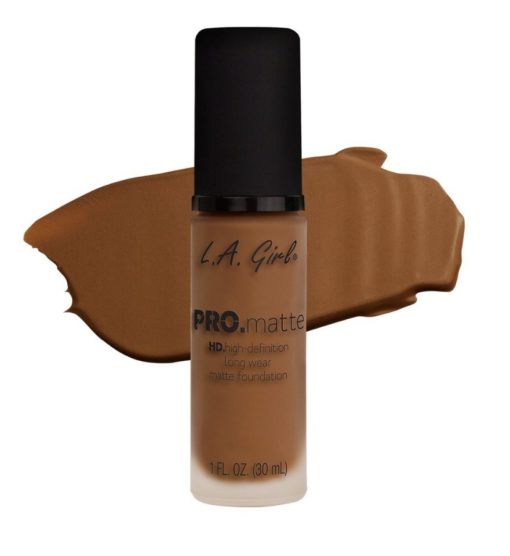 L.A. Girl®
PRO.matte
HD.high-definition
long wear
matte foundation
1 FL. OZ. (30 mL)